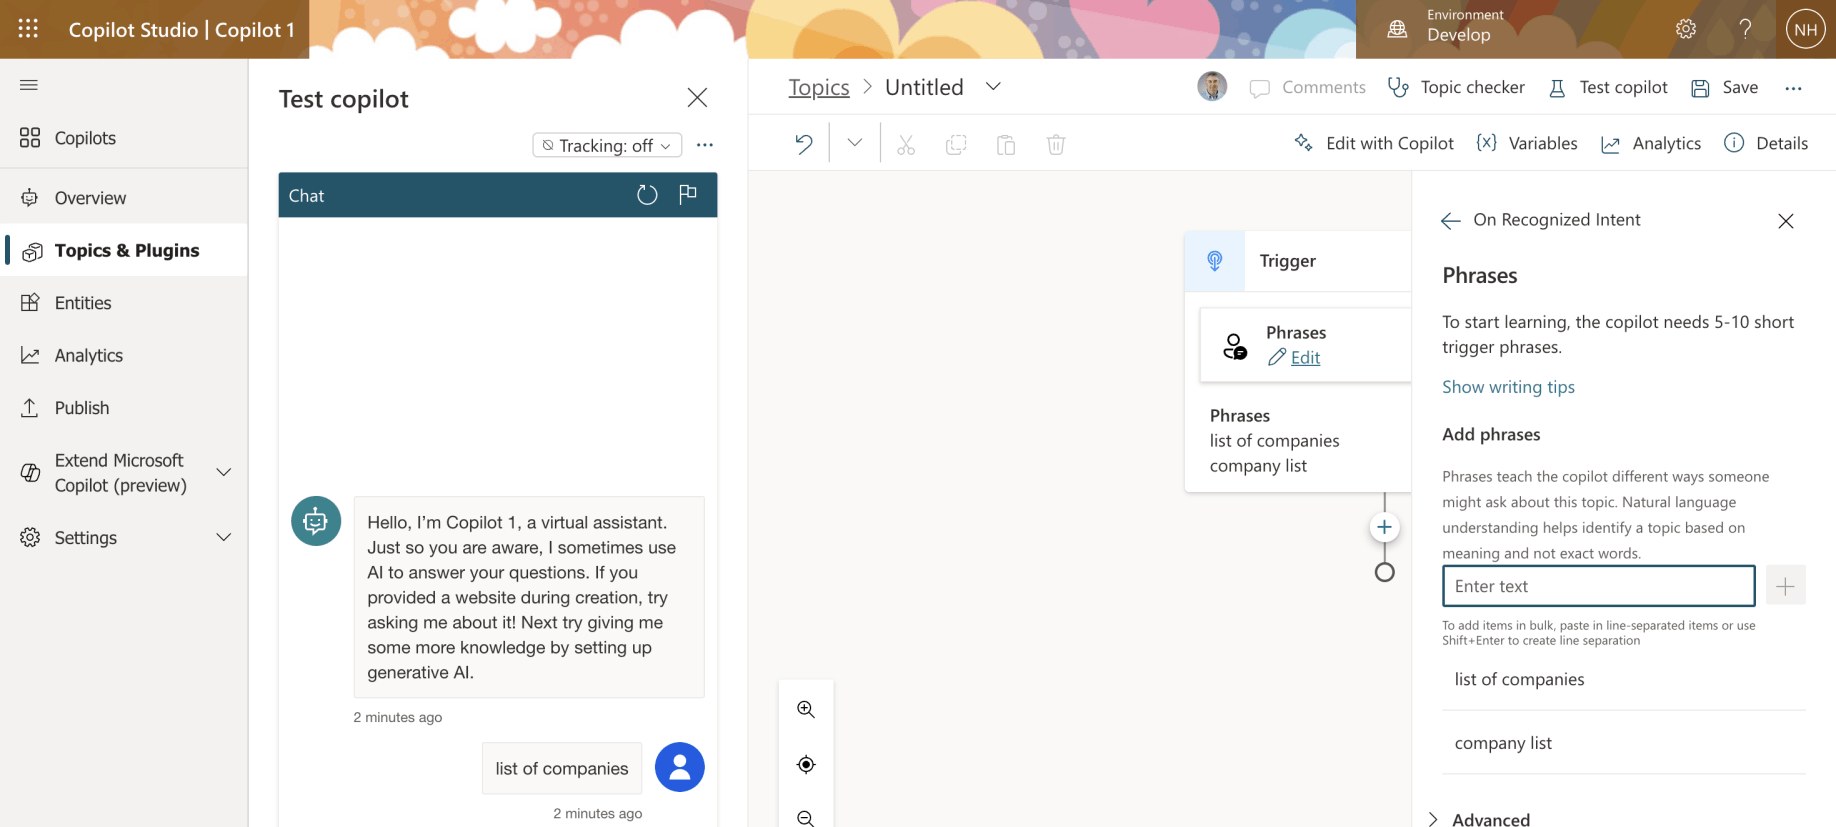 Copilot Studio | Copilot 1
Environment
Develop
?
NH
Copilots
Overview
Topics & Plugins
Entities
Analytics
Publish
Extend Microsoft
Copilot (preview)
Settings
Test copilot
Tracking: off
Chat
Hello, I'm Copilot 1, a virtual assistant.
Just so you are aware, I sometimes use
AI to answer your questions. If you
provided a website during creation, try
asking me about it! Next try giving me
some more knowledge by setting up
generative AI.
2 minutes ago
list of companies
2 minutes ago
Topics > Untitled
Comments
Topic checker
Test copilot
Save
Edit with Copilot
{x} Variables
Analytics
Details
Trigger
Phrases
Edit
Phrases
list of companies
company list
On Recognized Intent
Phrases
To start learning, the copilot needs 5-10 short
trigger phrases.
Show writing tips
Add phrases
Phrases teach the copilot different ways someone
might ask about this topic. Natural language
understanding helps identify a topic based on
meaning and not exact words.
Enter text
To add items in bulk, paste in line-separated items or use
Shift+Enter to create line separation
list of companies
company list
Advanced